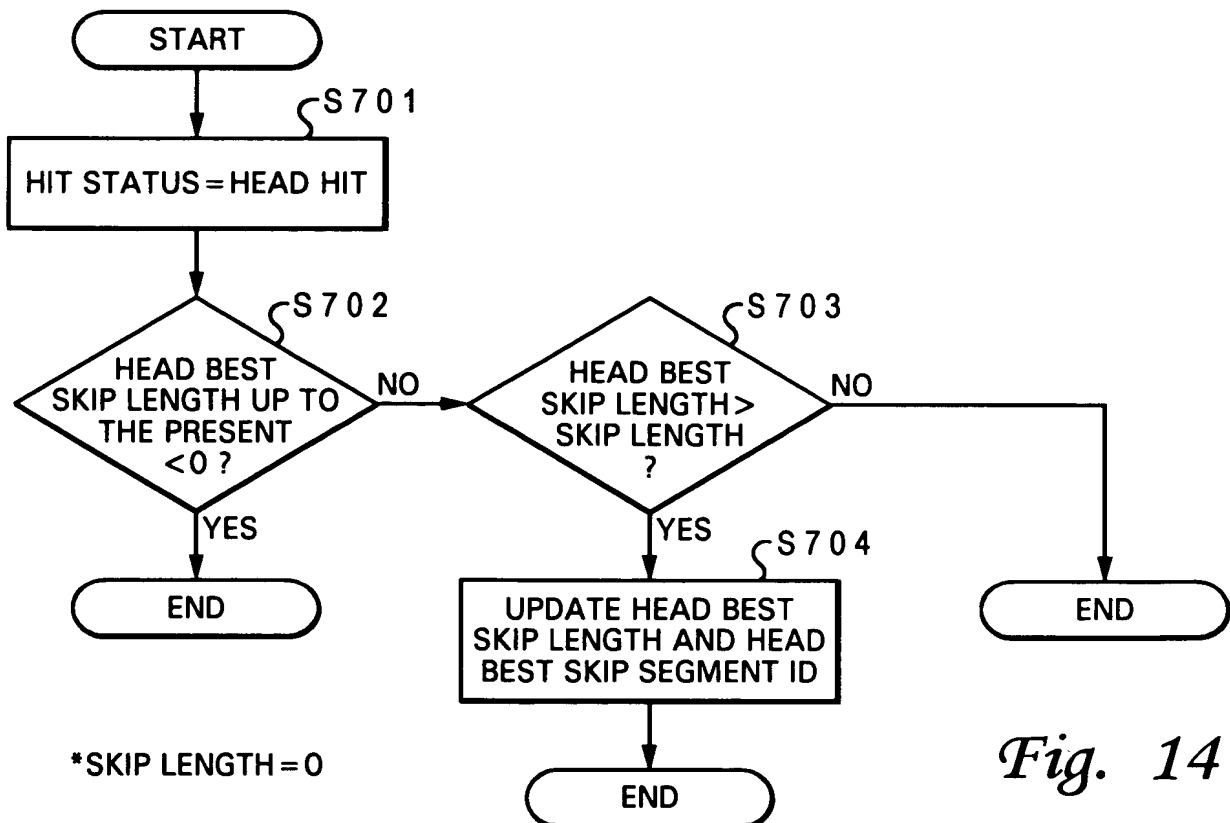 START
S701
HIT STATUS=HEAD HIT
S702
HEAD BEST
SKIP LENGTH UP TO
THE PRESENT
<0 ?
NO
YES
END
S703
HEAD BEST
SKIP LENGTH>
SKIP LENGTH
?
NO
YES
END
S704
UPDATE HEAD BEST
SKIP LENGTH AND HEAD
BEST SKIP SEGMENT ID
END
*SKIP LENGTH=0
Fig. 14